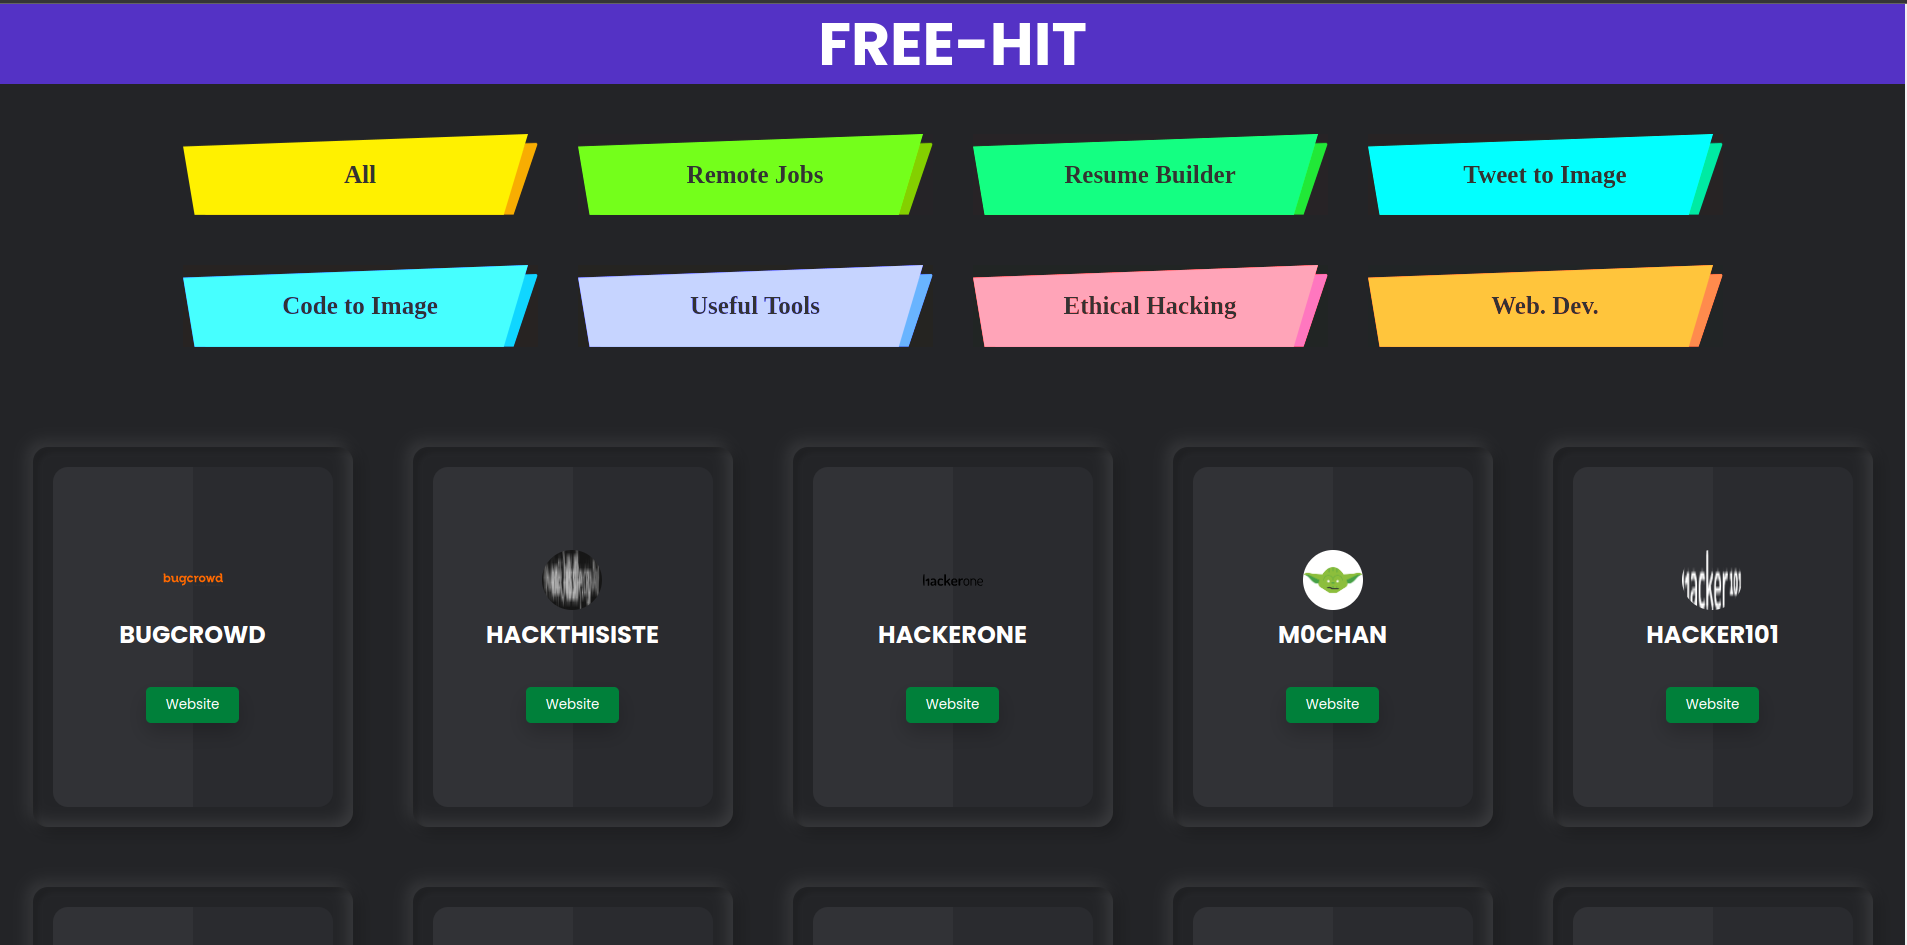 FREE-HIT
All
Remote Jobs
Resume Builder
Tweet to Image
Code to Image
Useful Tools
Ethical Hacking
Web. Dev.
bugcrowd
hackerone
hacker101
BUGCROWD
HACKTHISISTE
HACKERONE
M0CHAN
HACKER101
Website
Website
Website
Website
Website